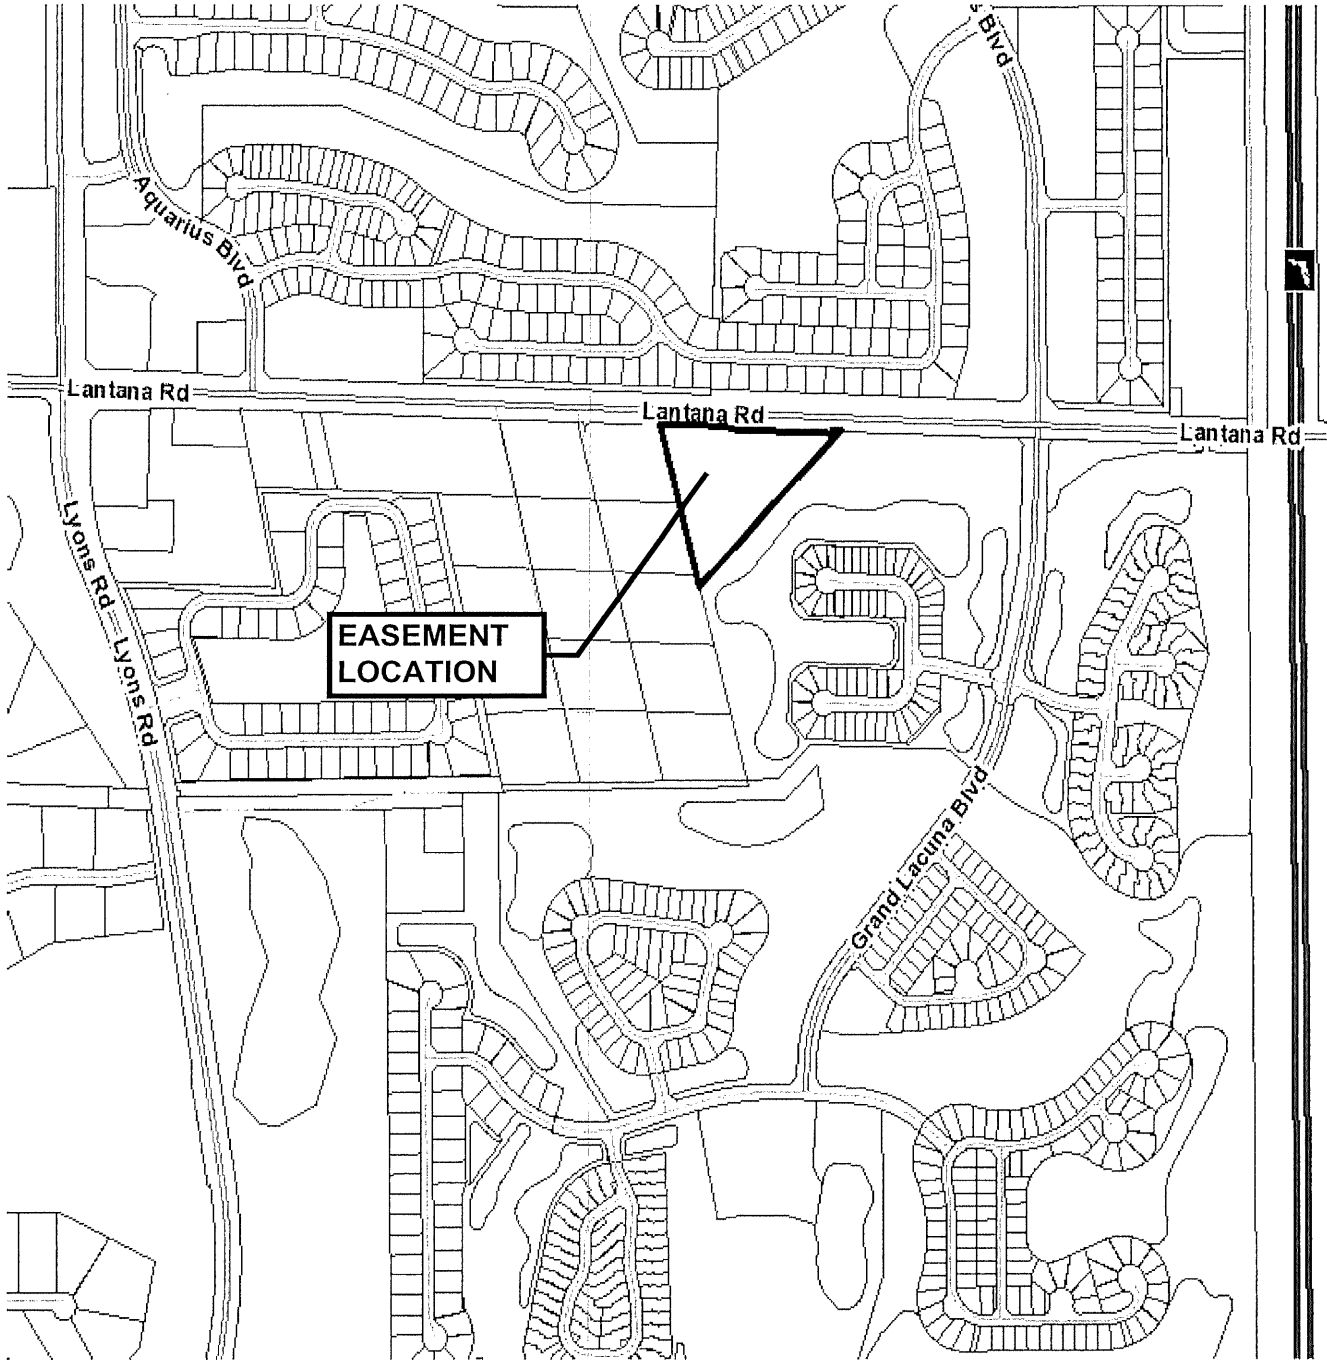 s Blvd
Aquarius Blvd
Lantana Rd
Lantana Rd
Lantana Rd
Lyons Rd
Lyons Rd
EASEMENT
LOCATION
Grand Lacuna Blvd